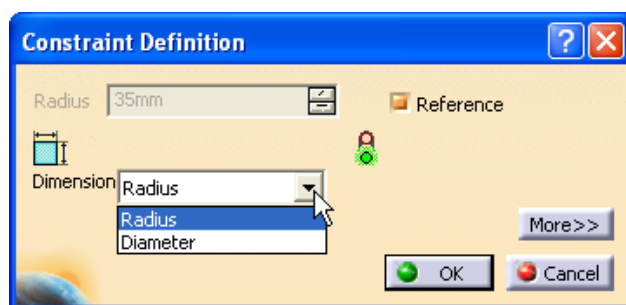 Constraint Definition
Radius 35mm Reference
Dimension Radius
Radius
Diameter
More>>
OK Cancel